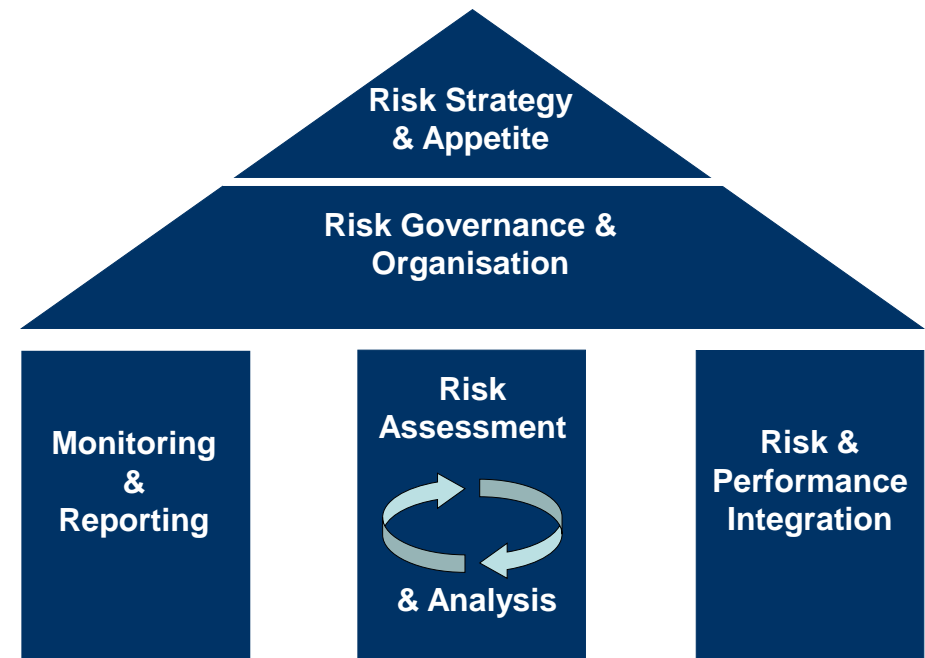 Risk Strategy
& Appetite
Risk Governance &
Organisation
Monitoring
&
Reporting
Risk
Assessment
& Analysis
Risk &
Performance
Integration